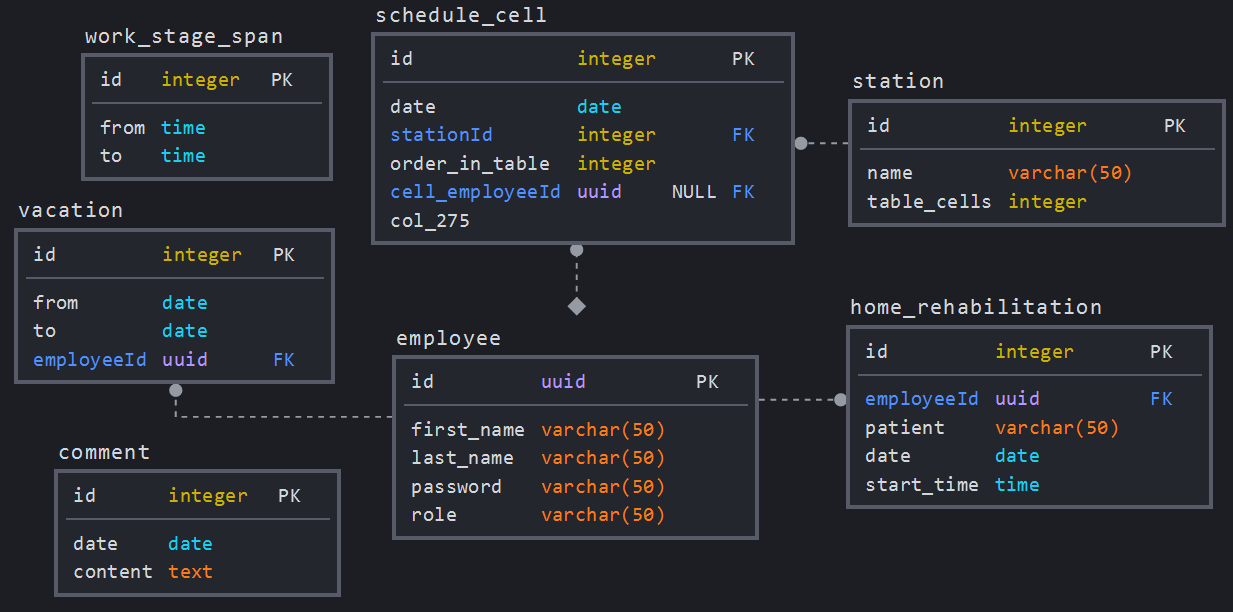 work_stage_span
id integer PK
from time
to time
schedule_cell
id integer PK
date date
stationId integer FK
order_in_table integer
cell_employeeId uuid NULL FK
col_275
station
id integer PK
name varchar(50)
table_cells integer
vacation
id integer PK
from date
to date
employeeId uuid FK
employee
id uuid PK
first_name varchar(50)
last_name varchar(50)
password varchar(50)
role varchar(50)
home_rehabilitation
id integer PK
employeeId uuid FK
patient varchar(50)
date date
start_time time
comment
id integer PK
date date
content text